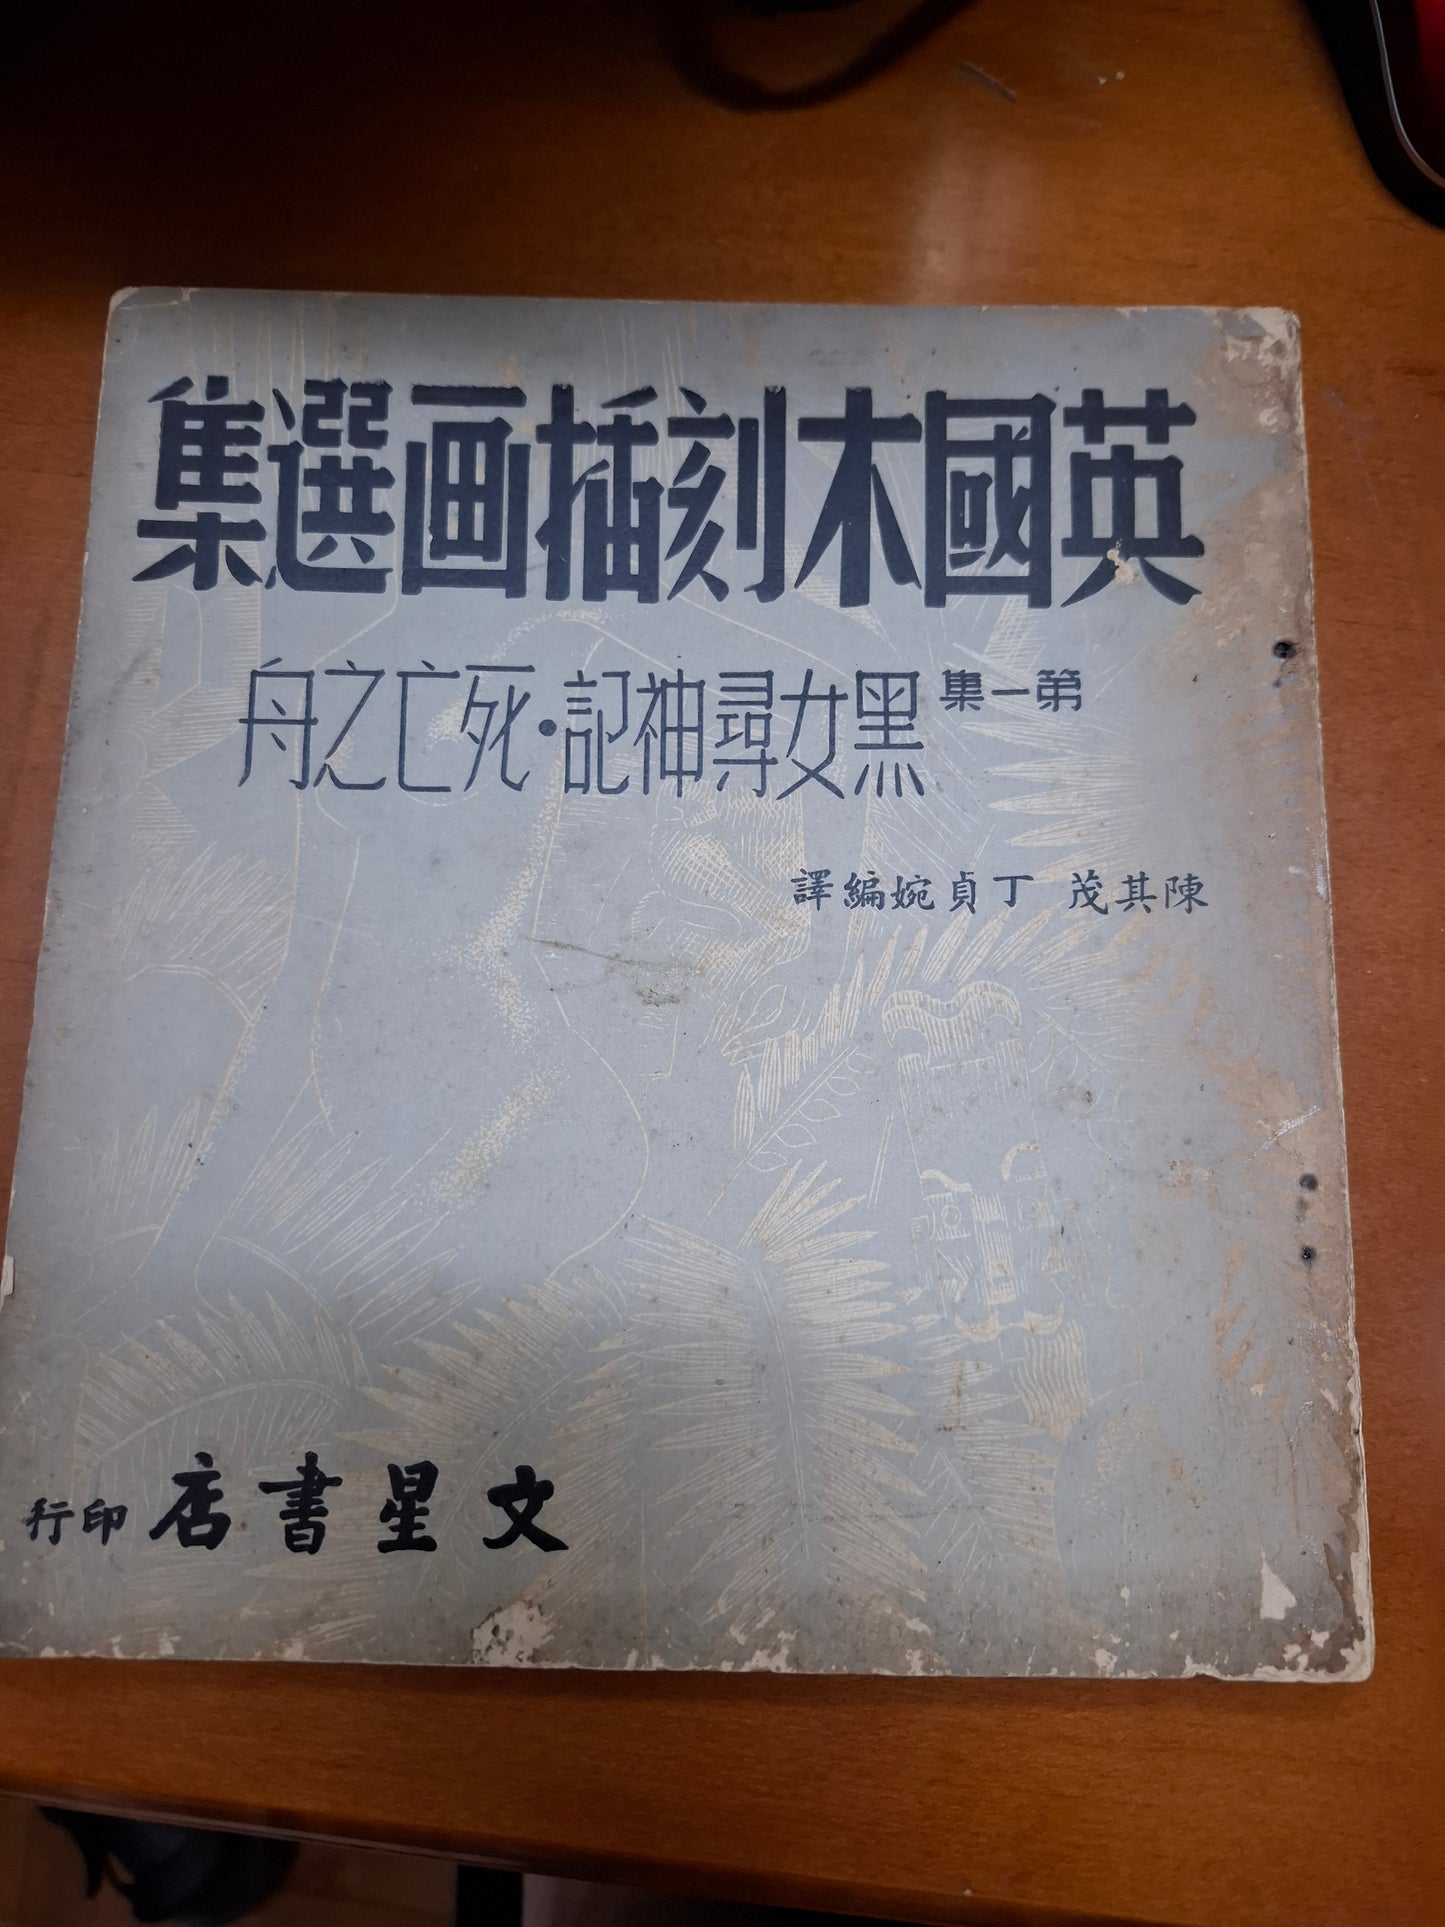 英國木刻插画選集
第一集 黑女尋神記·死亡之舟
陳其茂 丁貞婉編譯
文星書店印行